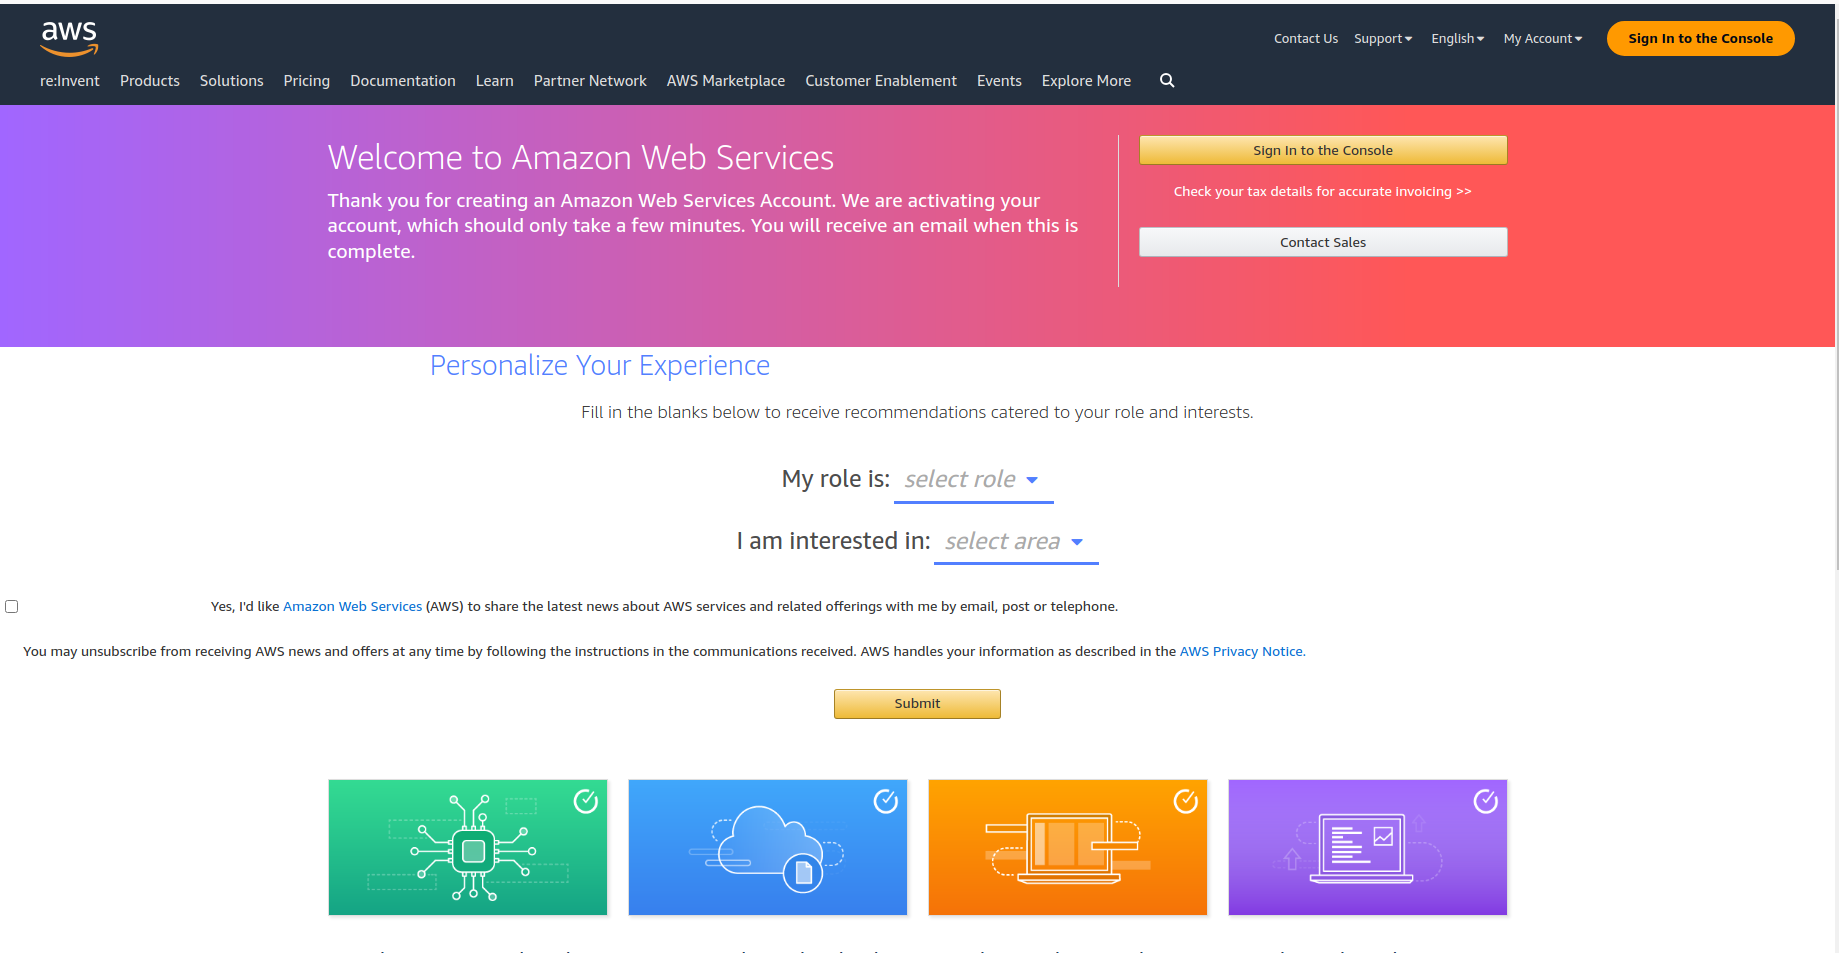 aws
Contact Us Support English My Account Sign In to the Console
re:Invent Products Solutions Pricing Documentation Learn Partner Network AWS Marketplace Customer Enablement Events Explore More
Welcome to Amazon Web Services
Thank you for creating an Amazon Web Services Account. We are activating your
account, which should only take a few minutes. You will receive an email when this is
complete.
Sign In to the Console
Check your tax details for accurate invoicing >>
Contact Sales
Personalize Your Experience
Fill in the blanks below to receive recommendations catered to your role and interests.
My role is: select role
I am interested in: select area
Yes, I'd like Amazon Web Services (AWS) to share the latest news about AWS services and related offerings with me by email, post or telephone.
You may unsubscribe from receiving AWS news and offers at any time by following the instructions in the communications received. AWS handles your information as described in the AWS Privacy Notice.
Submit